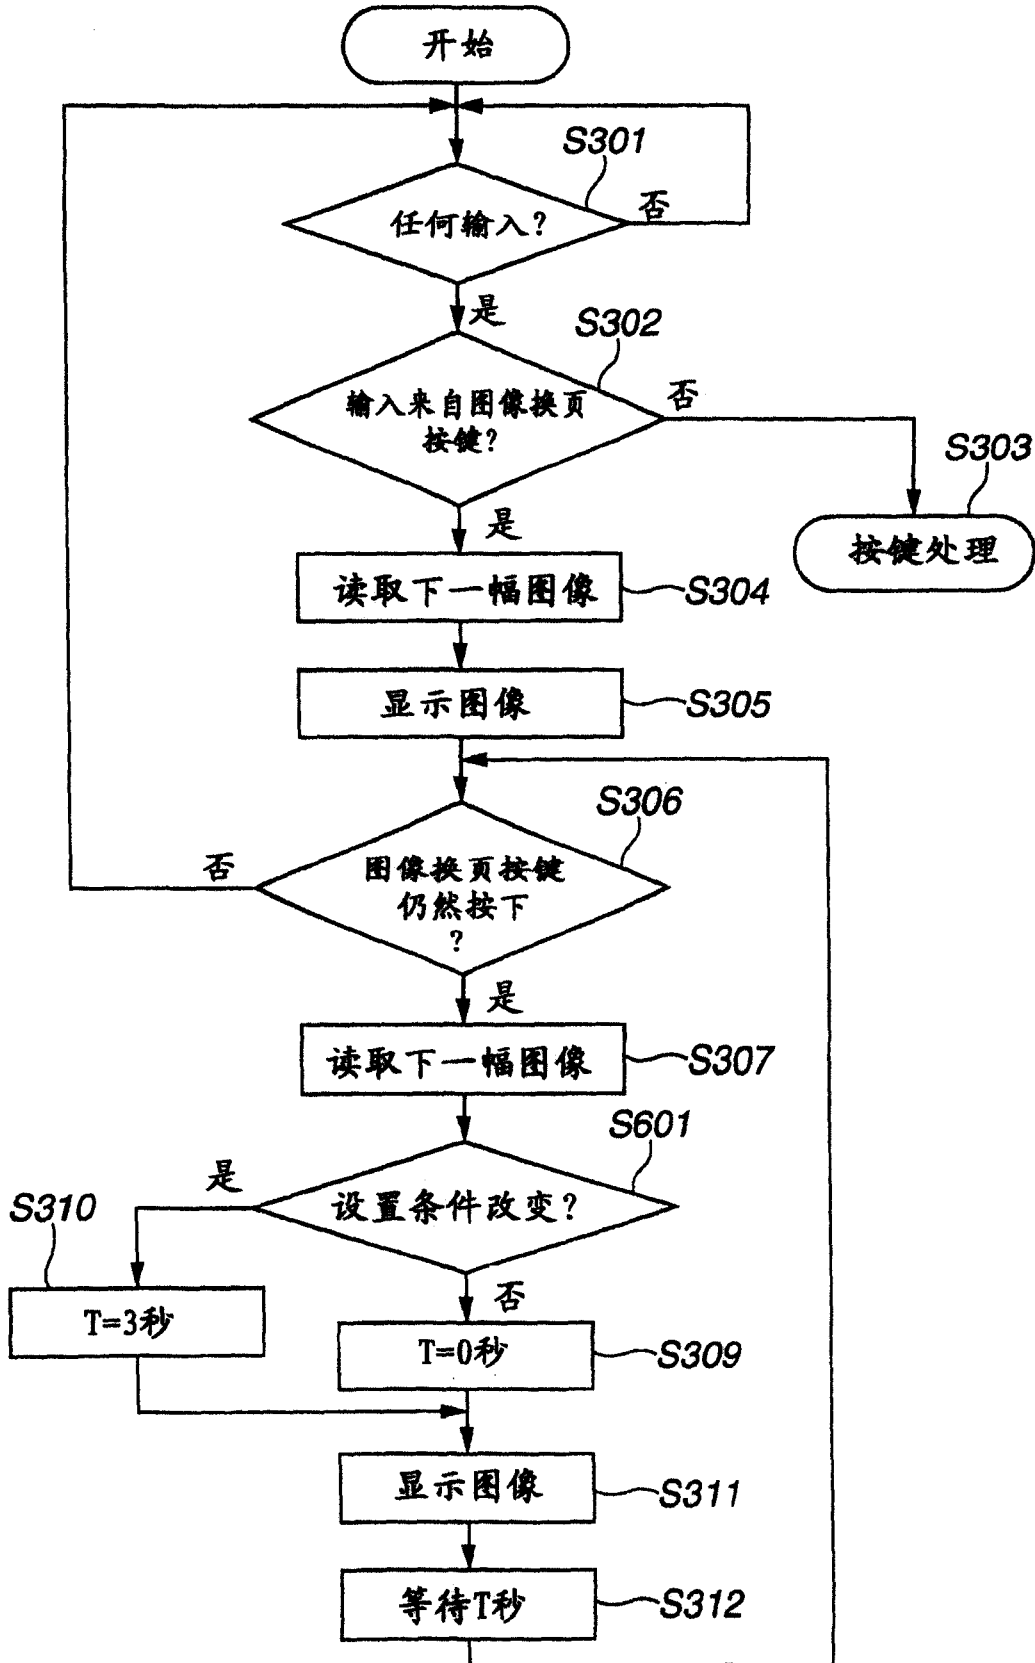 开始
S301
任何输入？
否
是
S302
输入来自图像换页
按键？
否
S303
按键处理
是
读取下一幅图像
S304
显示图像
S305
S306
图像换页按键
仍然按下
？
否
是
读取下一幅图像
S307
S601
设置条件改变？
是
S310
T=3秒
否
T=0秒
S309
显示图像
S311
等待T秒
S312